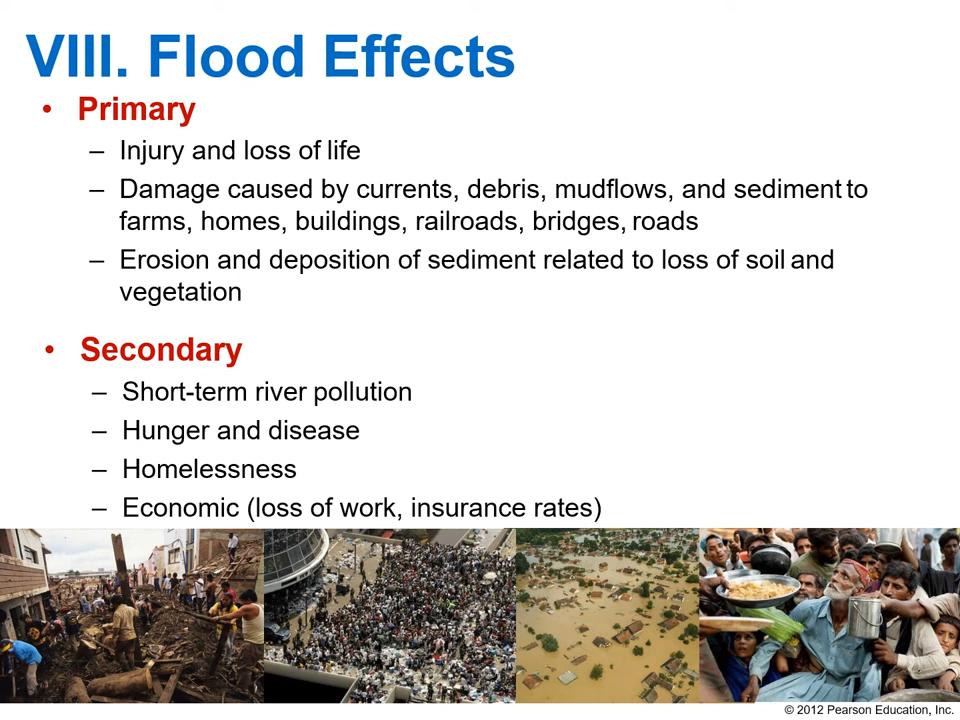 VIII. Flood Effects
• Primary
– Injury and loss of life
– Damage caused by currents, debris, mudflows, and sediment to
farms, homes, buildings, railroads, bridges, roads
– Erosion and deposition of sediment related to loss of soil and
vegetation
• Secondary
– Short-term river pollution
– Hunger and disease
– Homelessness
– Economic (loss of work, insurance rates)
© 2012 Pearson Education, Inc.